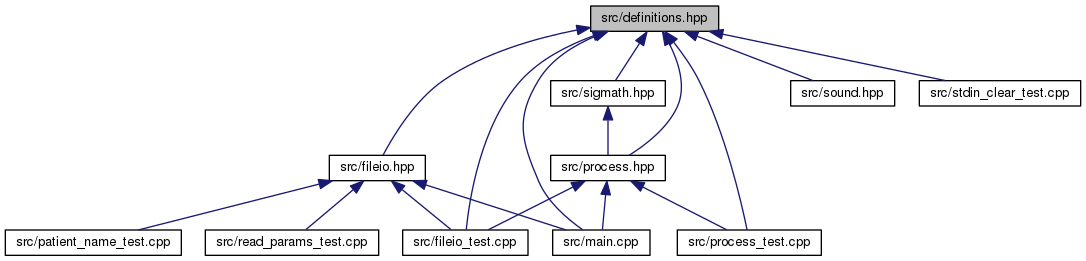 src/definitions.hpp
src/sigmath.hpp
src/sound.hpp
src/stdin_clear_test.cpp
src/fileio.hpp
src/process.hpp
src/patient_name_test.cpp
src/read_params_test.cpp
src/fileio_test.cpp
src/main.cpp
src/process_test.cpp